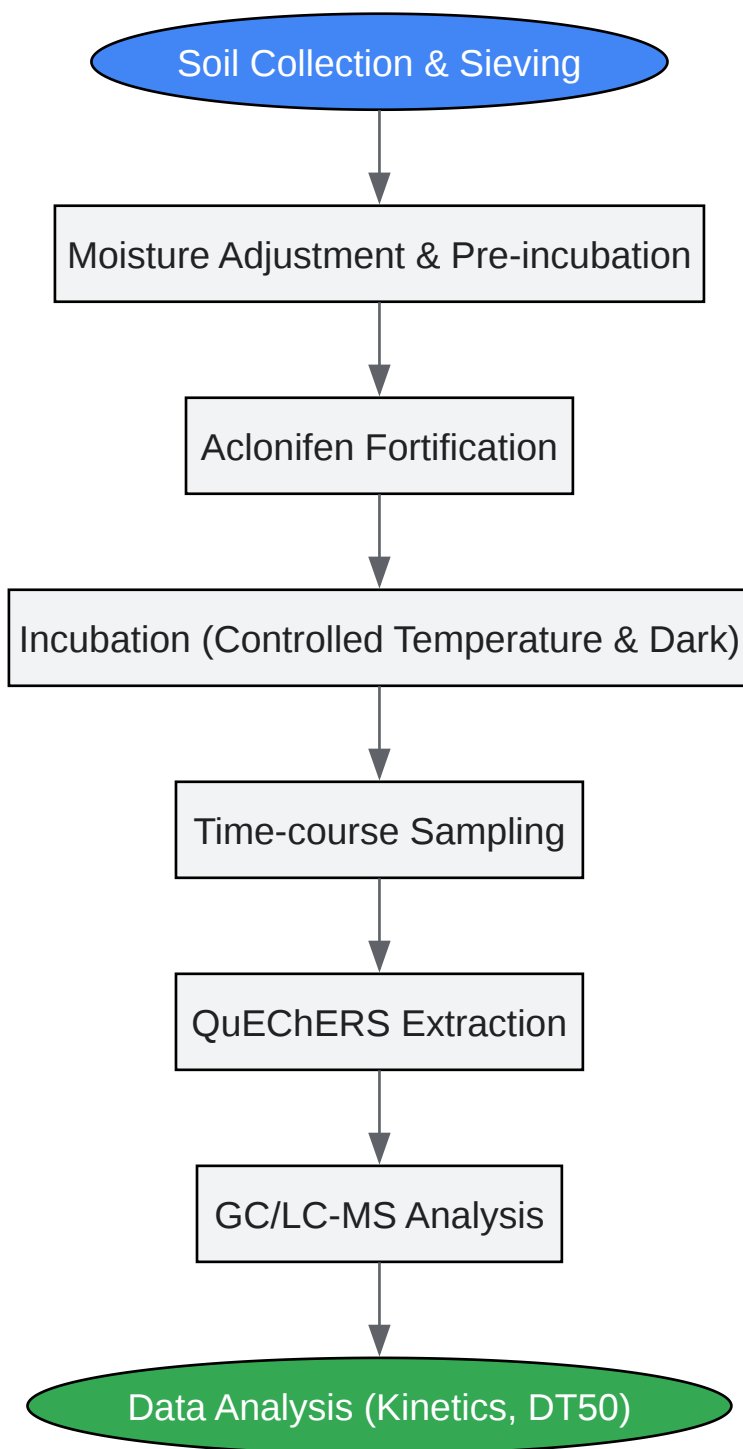 Soil Collection & Sieving
Moisture Adjustment & Pre-incubation
Aclonifen Fortification
Incubation (Controlled Temperature & Dark)
Time-course Sampling
QuEChERS Extraction
GC/LC-MS Analysis
Data Analysis (Kinetics, DT50)